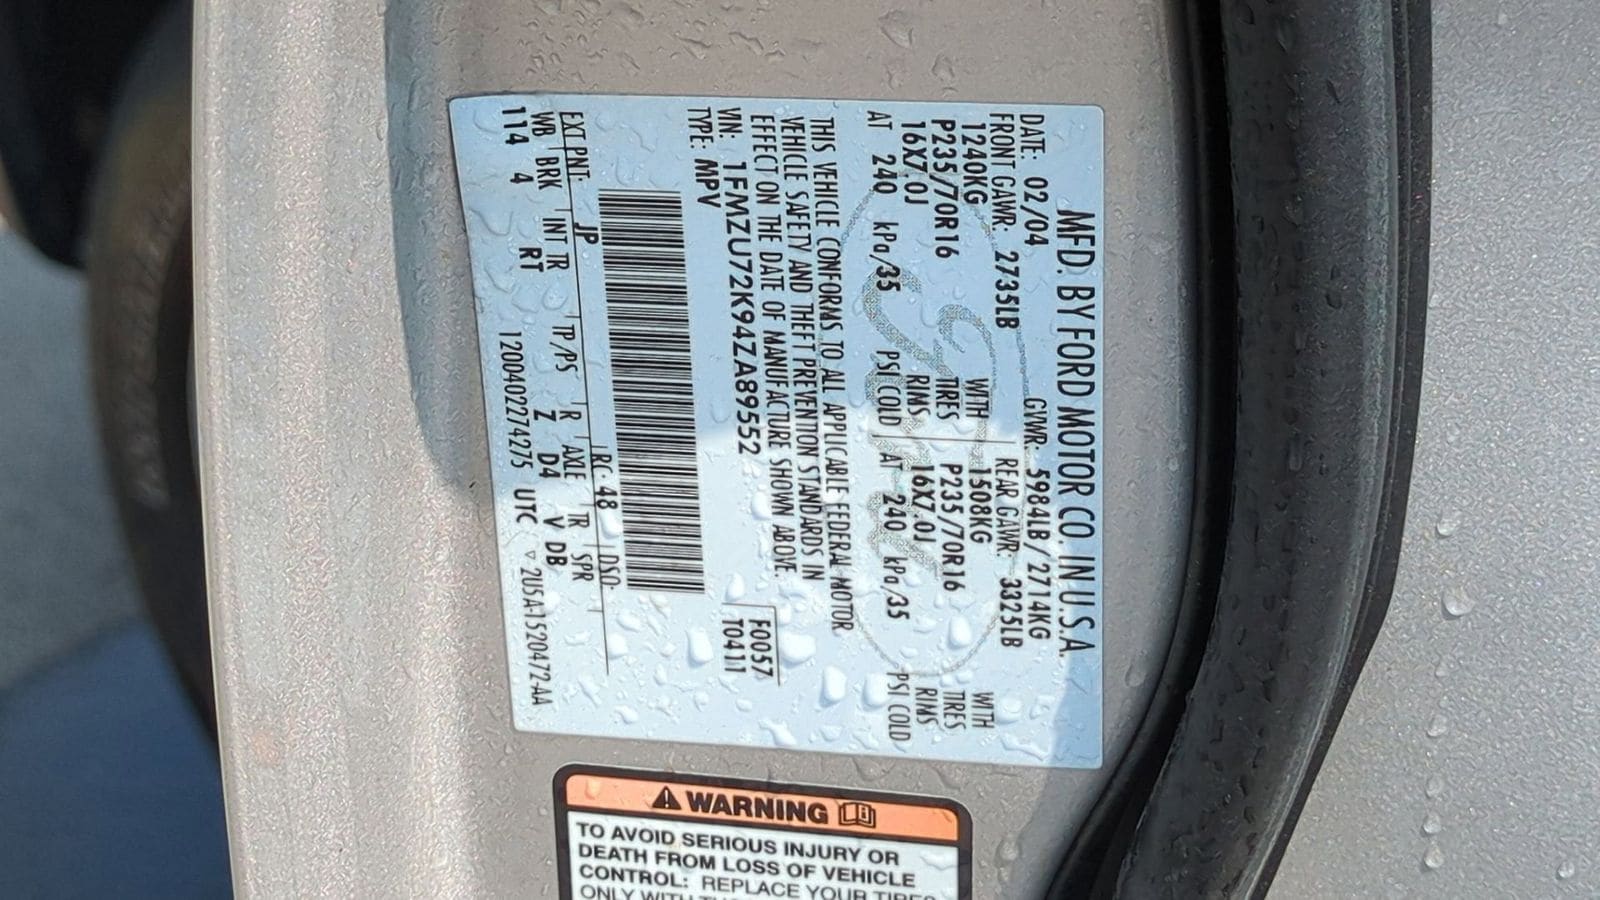 MFD. BY FORD MOTOR CO. IN U.S.A.
DATE: 02/04 GVWR: 5984LB/2714KG
FRONT GAWR: 2735LB REAR GAWR: 3325LB
1240KG WITH 1508KG WITH
P235/70R16 TIRES P235/70R16 TIRES
16X7.0J RIMS 16X7.0J RIMS
AT 240 kPa/35 PSI COLD AT 240 kPa/35 PSI COLD
THIS VEHICLE CONFORMS TO ALL APPLICABLE FEDERAL MOTOR
VEHICLE SAFETY AND THEFT PREVENTION STANDARDS IN
EFFECT ON THE DATE OF MANUFACTURE SHOWN ABOVE.
VIN: 1FMZU72K94ZA89552 F0057
TYPE: MPV T0411
EXT PNT: JP RC: 48 DSO:
WB BRK INT TR TP/PS R AXLE TR SPR
114 4 RT Z D4 V DB
12004022742​75 UTC ▽ 2U5A-1520472-AA
⚠ WARNING
TO AVOID SERIOUS INJURY OR
DEATH FROM LOSS OF VEHICLE
CONTROL: REPLACE YOUR TIRES
ONLY WITH